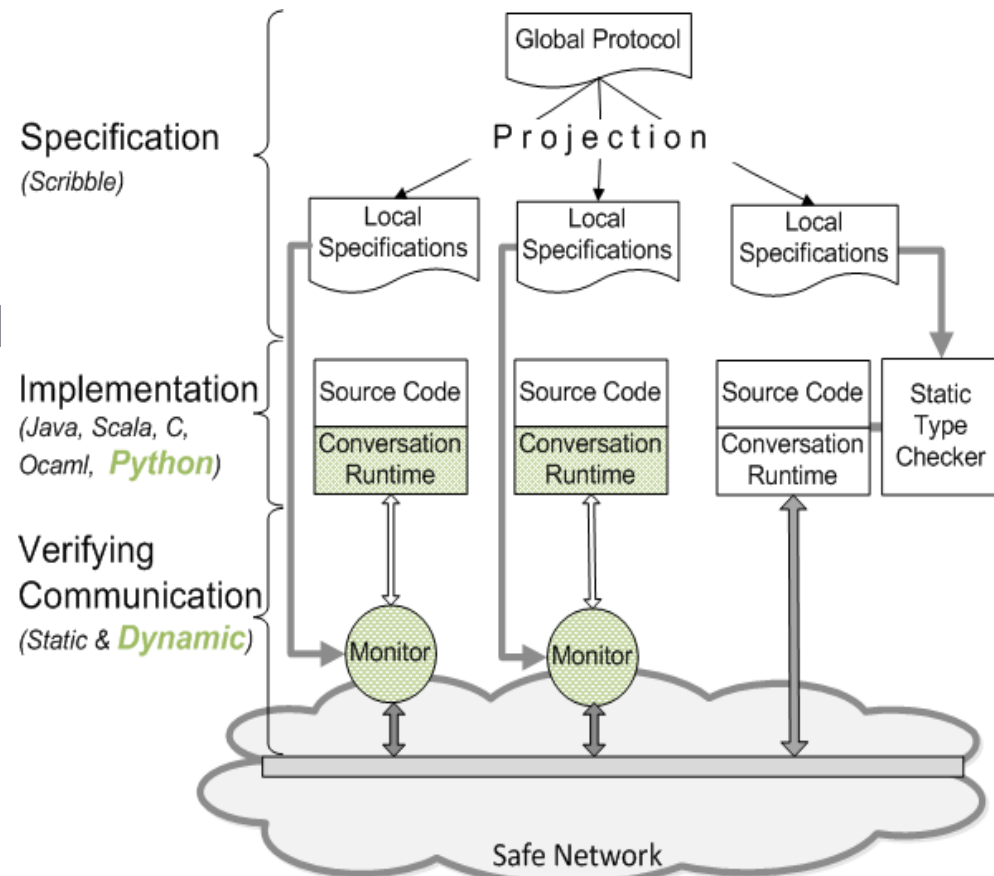 Global Protocol
Projection
Specification
(Scribble)
Local
Specifications
Local
Specifications
Local
Specifications
Implementation
(Java, Scala, C,
Ocaml, Python)
Source Code
Conversation
Runtime
Source Code
Conversation
Runtime
Source Code
Conversation
Runtime
Static
Type
Checker
Verifying
Communication
(Static & Dynamic)
Monitor
Monitor
Safe Network